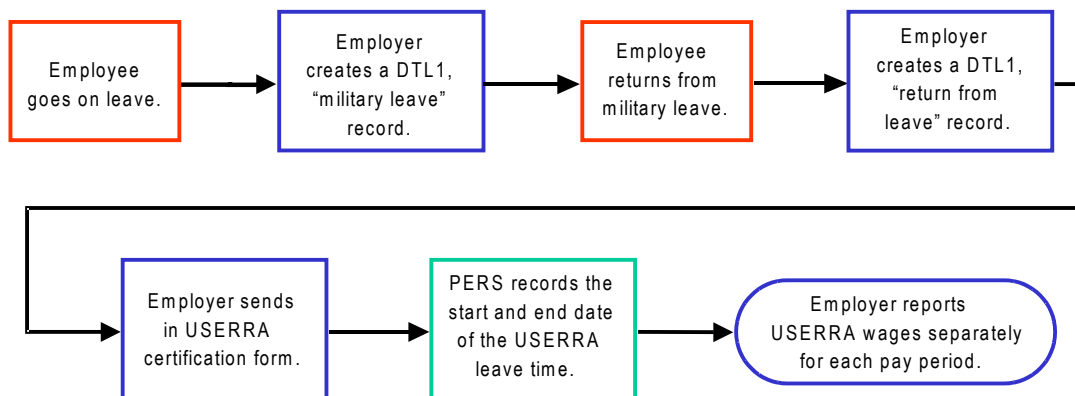 Employee
goes on leave.
Employer
creates a DTL1,
“military leave”
record.
Employee
returns from
military leave.
Employer
creates a DTL1,
“return from
leave” record.
Employer sends
in USERRA
certification form.
PERS records the
start and end date
of the USERRA
leave time.
Employer reports
USERRA wages separately
for each pay period.